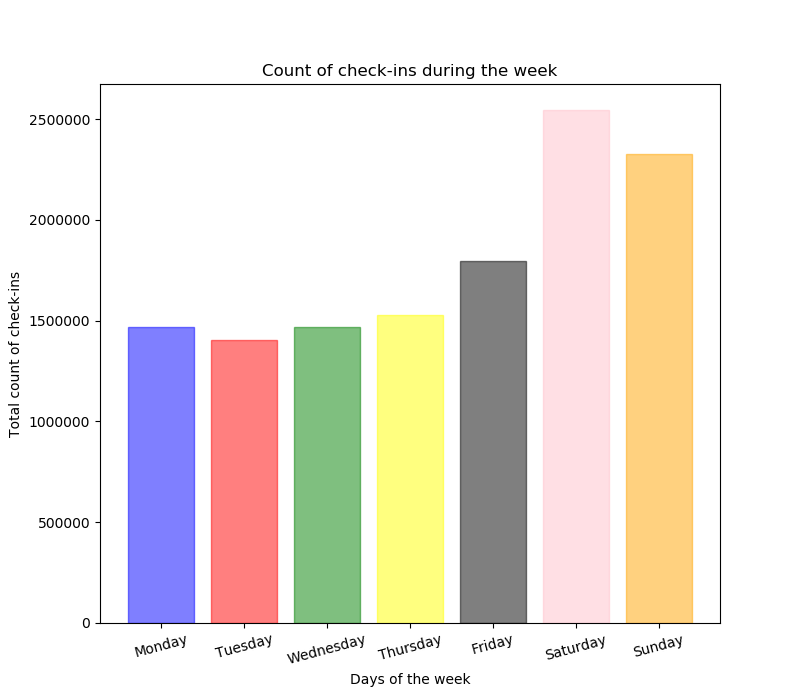 Count of check-ins during the week
Total count of check-ins
2500000
2000000
1500000
1000000
500000
0
Monday Tuesday Wednesday Thursday Friday Saturday Sunday
Days of the week